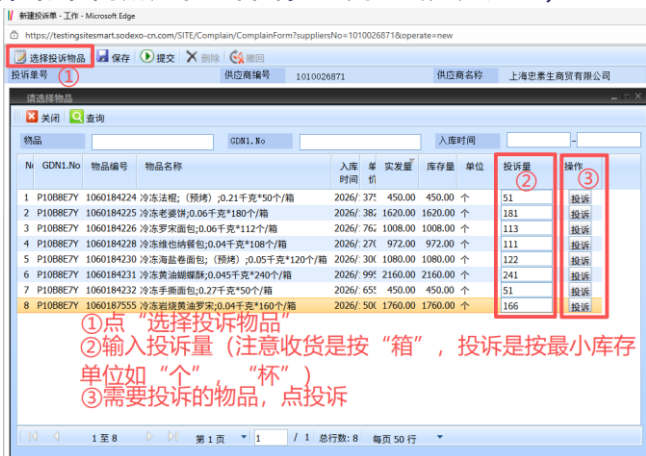 新建投诉单 - 工作 - Microsoft Edge
https://testingsitesmart.sodexo-cn.com/SITE/Complain/ComplainForm?suppliersNo=1010026871&operate=new
选择投诉物品 保存 提交 删除 撤回
投诉单号 ① 供应商编号 1010026871 供应商名称 上海忠素生商贸有限公司
请选择物品
关闭 查询
物品 GDN1.No 入库时间 -
No GDN1.No 物品编号 物品名称 入库时间 单价 实发量 库存量 单位 投诉量 操作
② ③
1 P10B8E7Y 1060184224 冷冻法棍;（预烤）;0.21千克*50个/箱 2026/: 375 450.00 450.00 个 51 投诉
2 P10B8E7Y 1060184225 冷冻老婆饼;0.06千克*180个/箱 2026/: 382 1620.00 1620.00 个 181 投诉
3 P10B8E7Y 1060184226 冷冻罗宋面包;0.06千克*112个/箱 2026/: 762 1008.00 1008.00 个 113 投诉
4 P10B8E7Y 1060184228 冷冻维也纳餐包;0.04千克*108个/箱 2026/: 270 972.00 972.00 个 111 投诉
5 P10B8E7Y 1060184230 冷冻海盐卷面包;（预烤）;0.05千克*120个/箱 2026/: 300 1080.00 1080.00 个 122 投诉
6 P10B8E7Y 1060184231 冷冻黄油蝴蝶酥;0.045千克*240个/箱 2026/: 995 2160.00 2160.00 个 241 投诉
7 P10B8E7Y 1060184232 冷冻手撕面包;0.27千克*50个/箱 2026/: 655 450.00 450.00 个 51 投诉
8 P10B8E7Y 1060187555 冷冻岩烧黄油罗宋;0.04千克*160个/箱 2026/: 500 1760.00 1760.00 个 166 投诉
①点“选择投诉物品”
②输入投诉量（注意收货是按“箱”，投诉是按最小库存
单位如“个”，“杯”）
③需要投诉的物品，点投诉
1 至 8 第 1 页 1 / 1 总行数: 8 每页 50 行